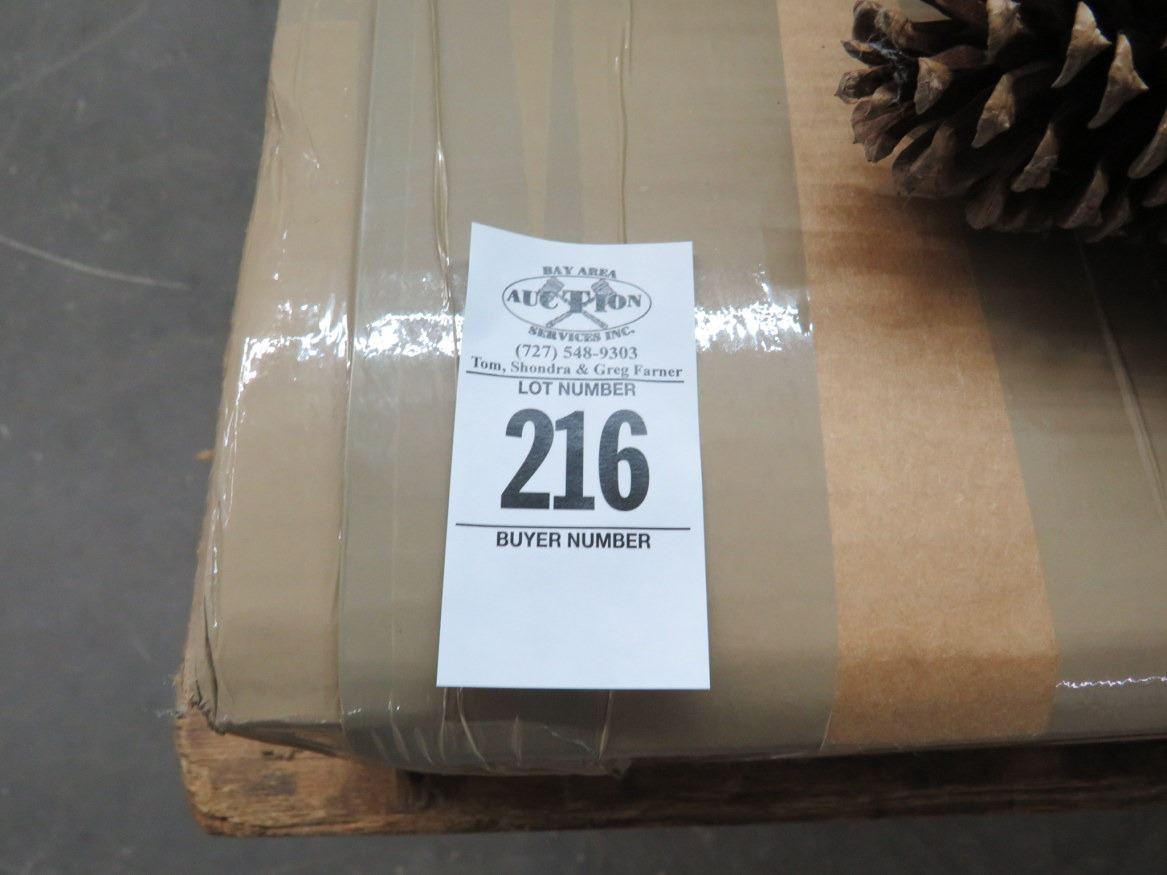 BAY AREA
AUCTION
SERVICES INC.
(727) 548-9303
Tom, Shondra & Greg Farner
LOT NUMBER
216
BUYER NUMBER